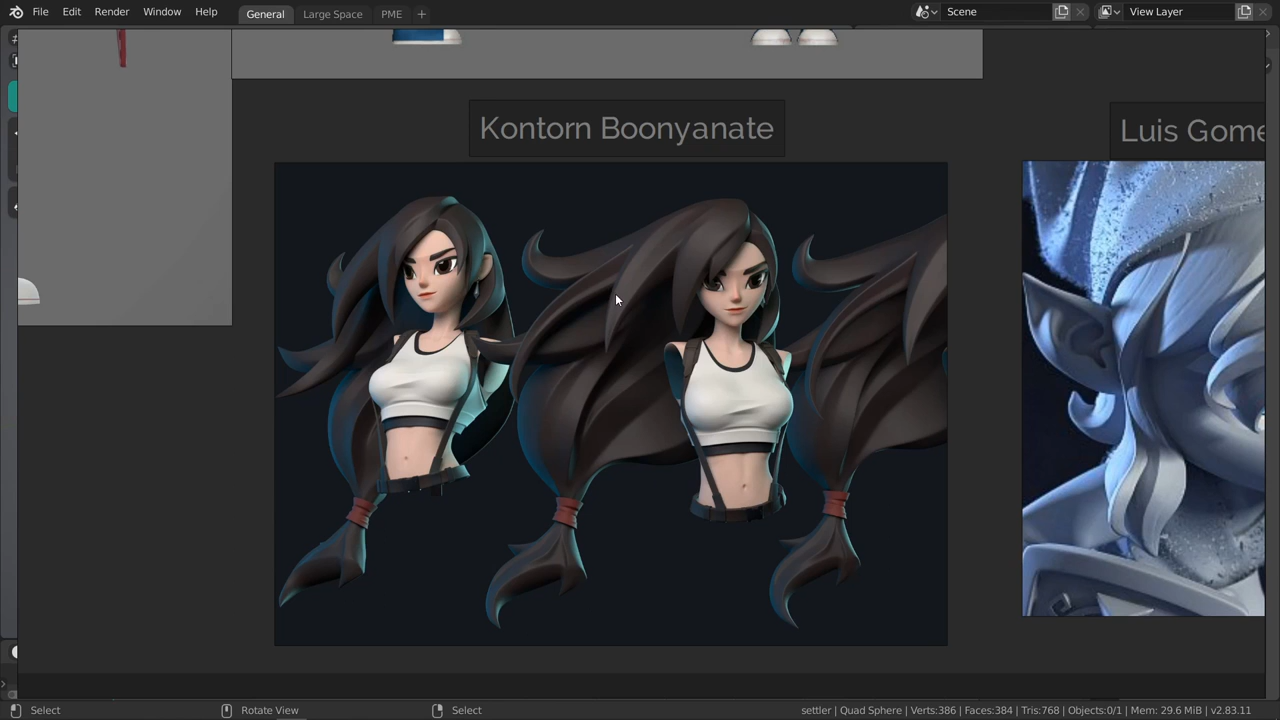 File Edit Render Window Help General Large Space PME + Scene View Layer
Kontorn Boonyanate
Luis Gome
Select Rotate View Select settler | Quad Sphere | Verts:386 | Faces:384 | Tris:768 | Objects:0/1 | Mem: 29.6 MiB | v2.83.11